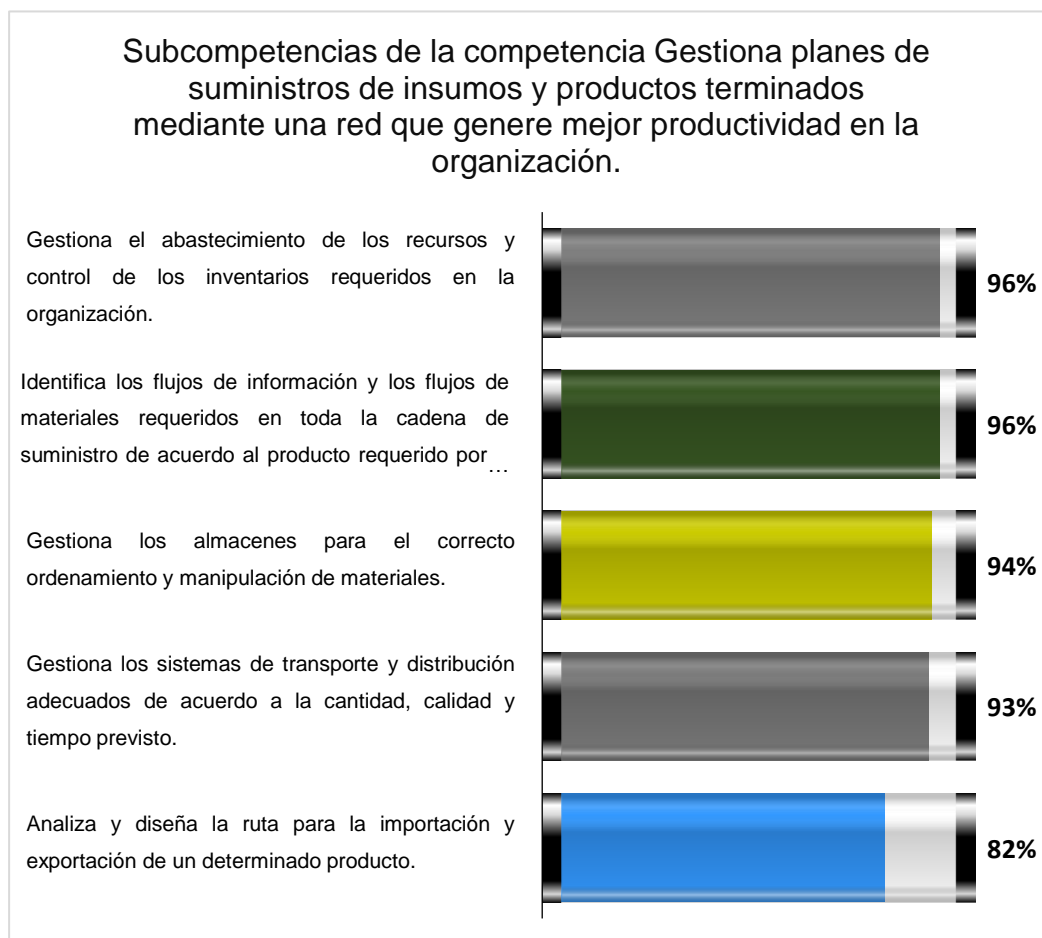 Subcompetencias de la competencia Gestiona planes de
suministros de insumos y productos terminados
mediante una red que genere mejor productividad en la
organización.
Gestiona el abastecimiento de los recursos y
control de los inventarios requeridos en la
organización.
96%
Identifica los flujos de información y los flujos de
materiales requeridos en toda la cadena de
suministro de acuerdo al producto requerido por…
96%
Gestiona los almacenes para el correcto
ordenamiento y manipulación de materiales.
94%
Gestiona los sistemas de transporte y distribución
adecuados de acuerdo a la cantidad, calidad y
tiempo previsto.
93%
Analiza y diseña la ruta para la importación y
exportación de un determinado producto.
82%